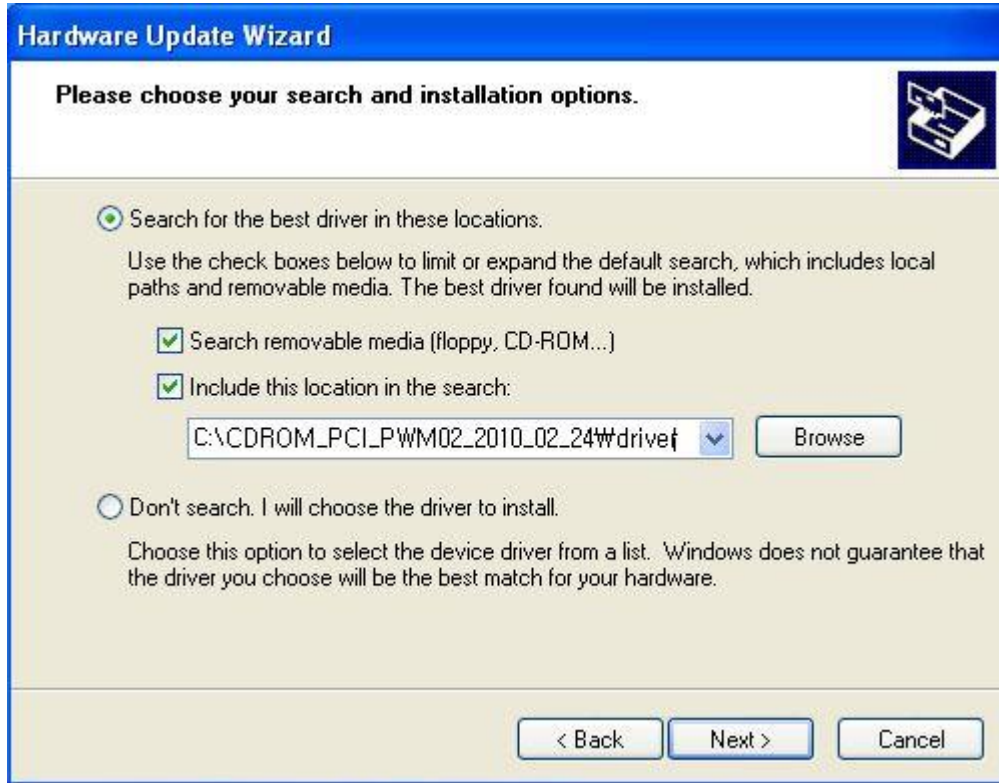 Hardware Update Wizard
Please choose your search and installation options.
Search for the best driver in these locations.
Use the check boxes below to limit or expand the default search, which includes local
paths and removable media. The best driver found will be installed.
Search removable media (floppy, CD-ROM...)
Include this location in the search:
C:\CDROM_PCI_PWM02_2010_02_24₩driver
Browse
Don't search. I will choose the driver to install.
Choose this option to select the device driver from a list. Windows does not guarantee that
the driver you choose will be the best match for your hardware.
< Back
Next >
Cancel